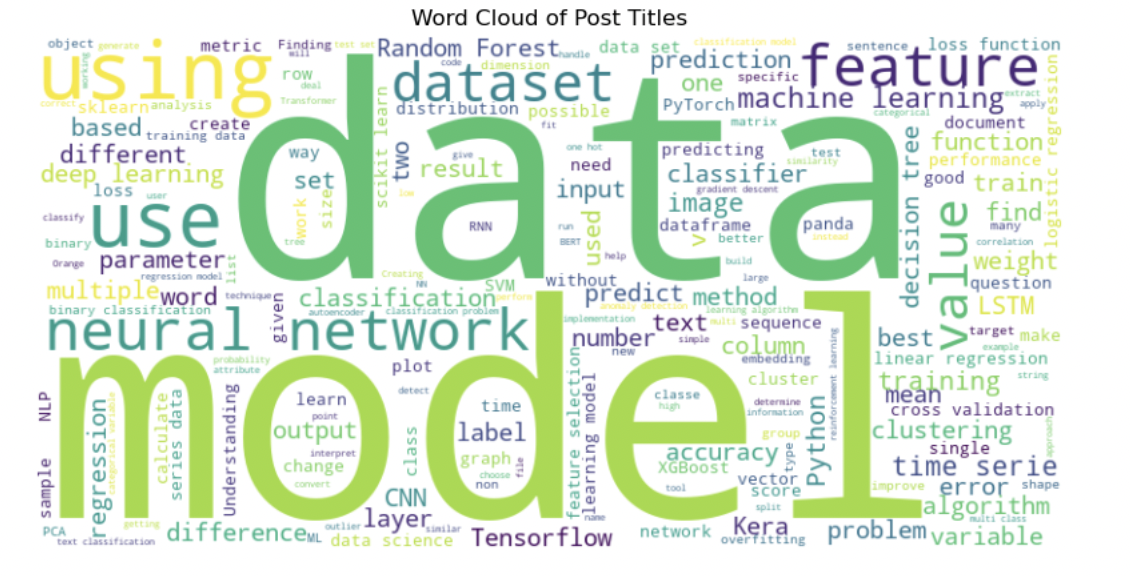 Word Cloud of Post Titles
object
generate
metric
Finding
will
test set
Random Forest
handle
data set
classification model
sentence
loss function
using
working
row
deal
code
dimension
prediction
one
specific
feature
extract
correct
sklearn
analysis
Transformer
scikit learn
dataset
distribution
possible
PyTorch
machine learning
categorical
apply
based
create
training data
fit
matrix
document
different
way
two
give
one hot
need
predicting
test
similarity
function
performance
logistic regression
deep learning
loss
user
set
result
input
classifier
gradient descent
decision tree
good
train
data
work
size
low
image
classify
use
RNN
used
run
BERT
help
dataframe
v
better
panda
instead
value
find
many
binary
tree
build
correlation
Orange
parameter
list
regression model
Creating
NN
SVM
perform
without
large
weight
question
multiple
word
technique
given
classification
autoencoder
classification problem
anomaly detection
predict
method
learning algorithm
LSTM
binary classification
neural network
implementation
number
text
multi
sequence
simple
new
column
embedding
reinforcement learning
best
target
make
example
linear regression
string
probability
attribute
plot
detect
feature selection
learning model
cluster
training
mean
model
NLP
sample
regression
categorical variable
calculate
series data
Understanding
learn
point
output
interpret
change
convert
class
time
label
graph
choose
non
file
classe
high
determine
information
group
type
Python
cross validation
clustering
single
approach
accuracy
XGBoost
vector
score
tool
split
time serie
error
shape
improve
CNN
layer
name
algorithm
multi class
PCA
getting
text classification
difference
ML
outlier
similar
data science
Tensorflow
network
Kera
overfitting
problem
variable